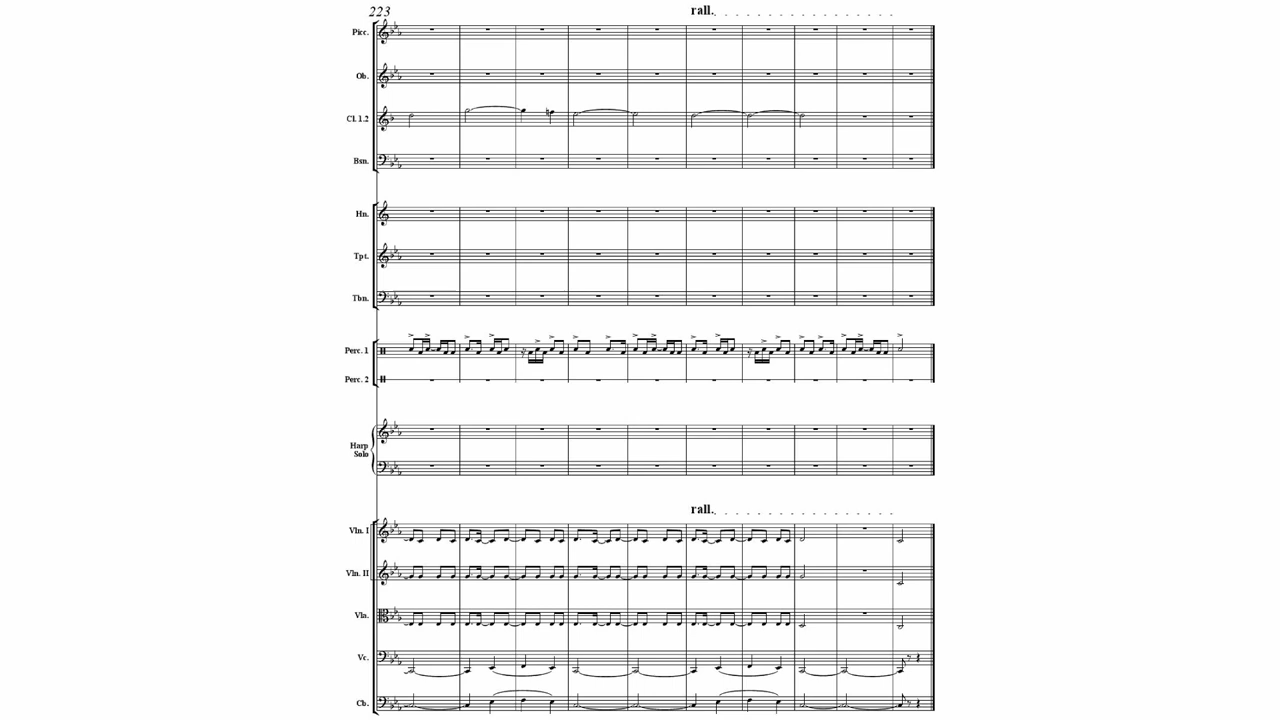 223
rall.
Picc.
Ob.
Cl. 1.2
Bsn.
Hn.
Tpt.
Tbn.
Perc. 1
Perc. 2
Harp
Solo
rall.
Vln. I
Vln. II
Vla.
Vc.
Cb.